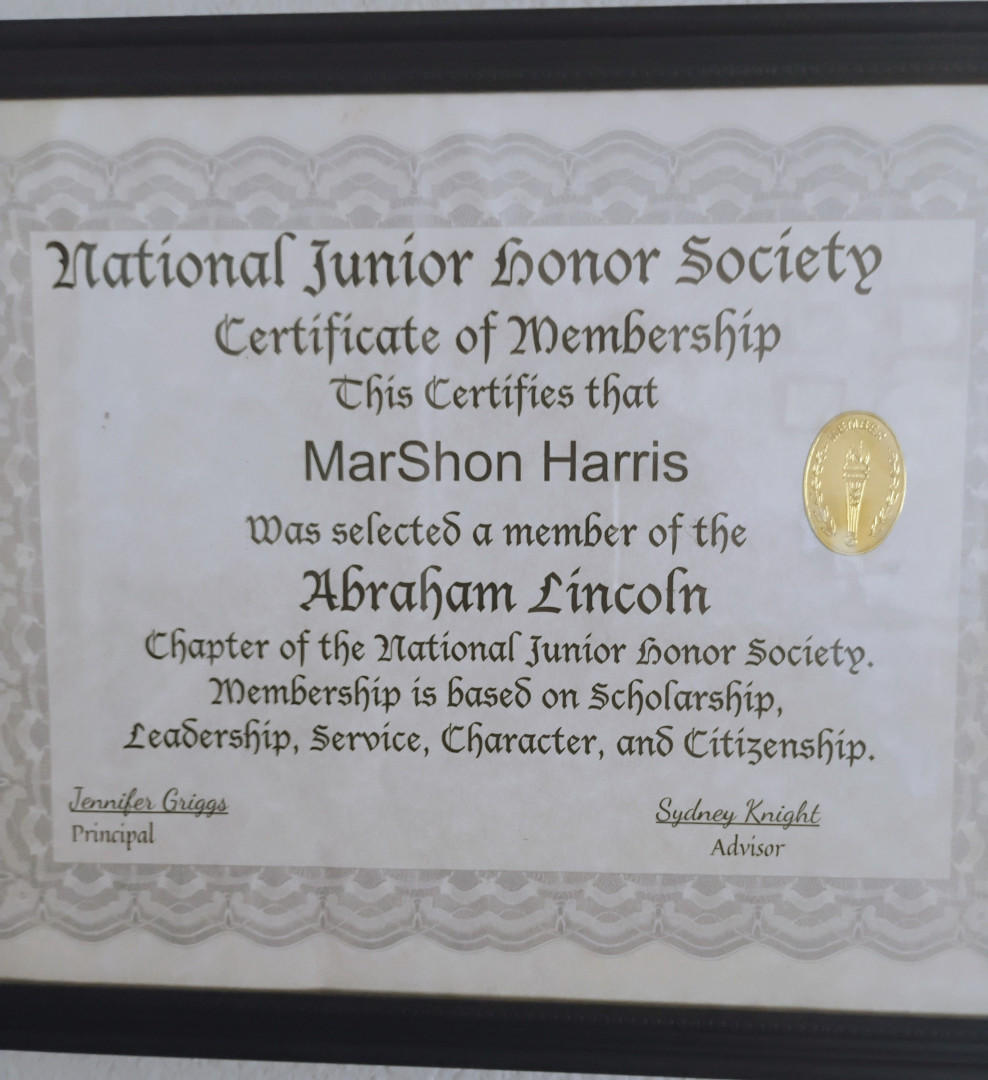 National Junior Honor Society
Certificate of Membership
This Certifies that
MarShon Harris
Was selected a member of the
Abraham Lincoln
Chapter of the National Junior Honor Society.
Membership is based on Scholarship,
Leadership, Service, Character, and Citizenship.
Jennifer Griggs
Principal
Sydney Knight
Advisor